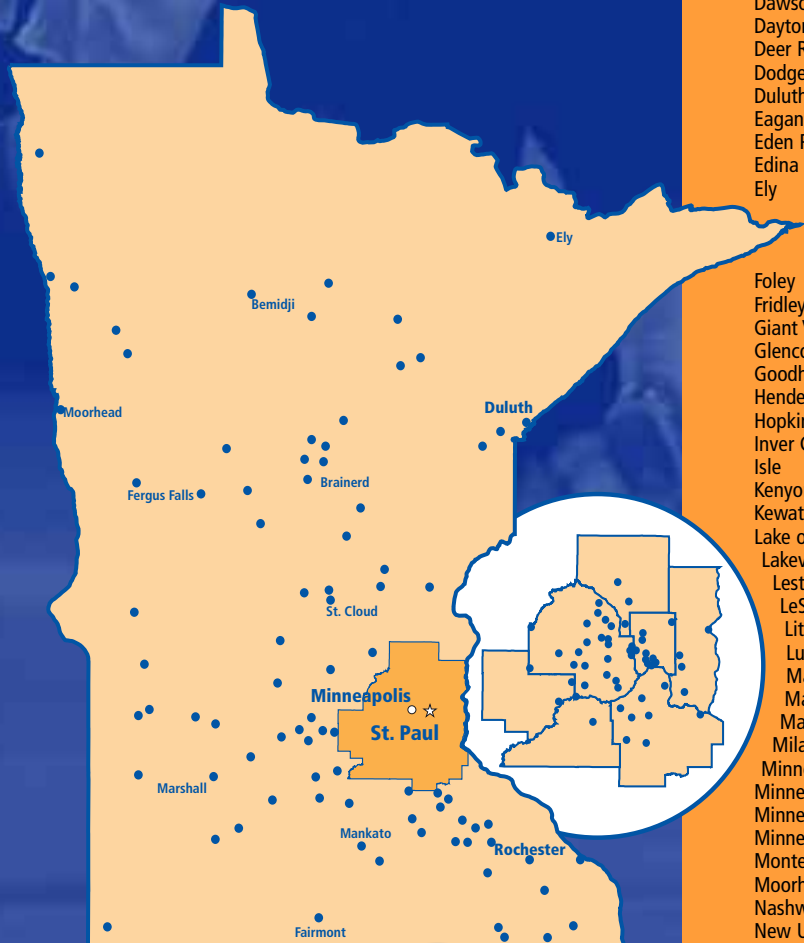 Ely
Bemidji
Moorhead
Duluth
Fergus Falls
Brainerd
St. Cloud
Minneapolis
St. Paul
Marshall
Mankato
Rochester
Fairmont
Dawso
Dayton
Deer R
Dodge
Duluth
Eagan
Eden P
Edina
Ely
Foley
Fridley
Giant V
Glenco
Goodh
Hende
Hopkin
Inver G
Isle
Kenyo
Kewat
Lake o
Lakev
Lest
LeS
Lit
Lu
Ma
Ma
Ma
Mila
Minne
Minne
Minne
Minne
Monte
Moorh
Nashw
New U